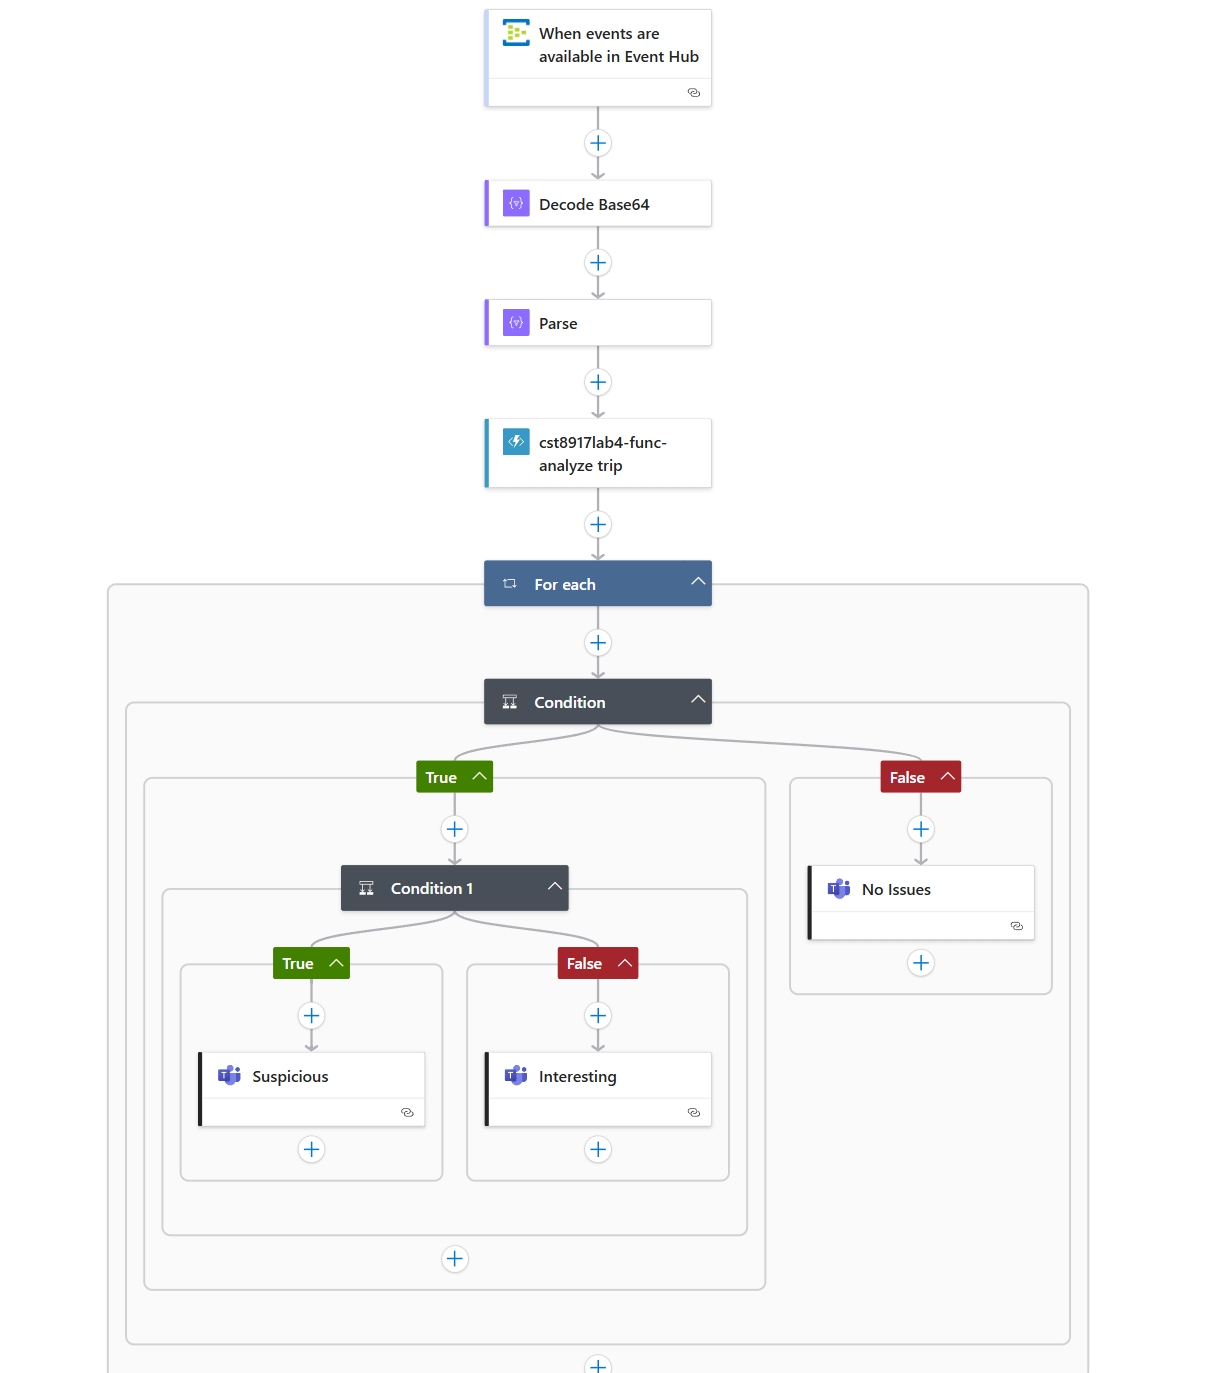 When events are
available in Event Hub
Decode Base64
Parse
cst8917lab4-func-
analyze trip
For each
Condition
True
False
Condition 1
No Issues
True
False
Suspicious
Interesting